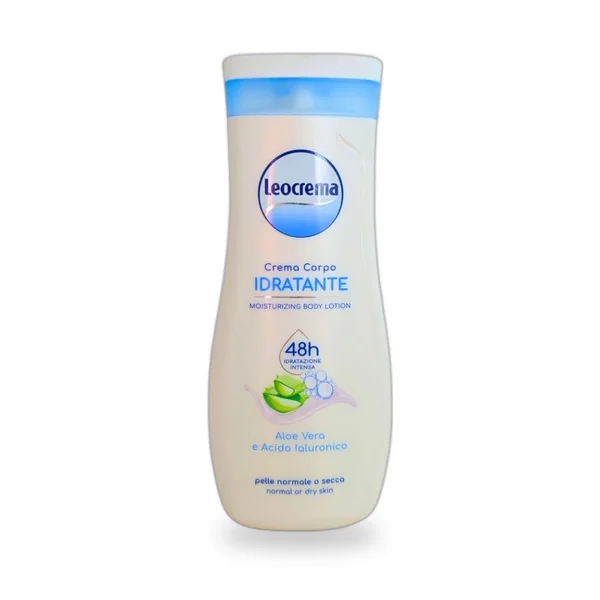 Leocrema
Crema Corpo
IDRATANTE
MOISTURIZING BODY LOTION
48h
IDRATAZIONE
INTENSA
Aloe Vera
e Acido Ialuronico
pelle normale o secca
normal or dry skin